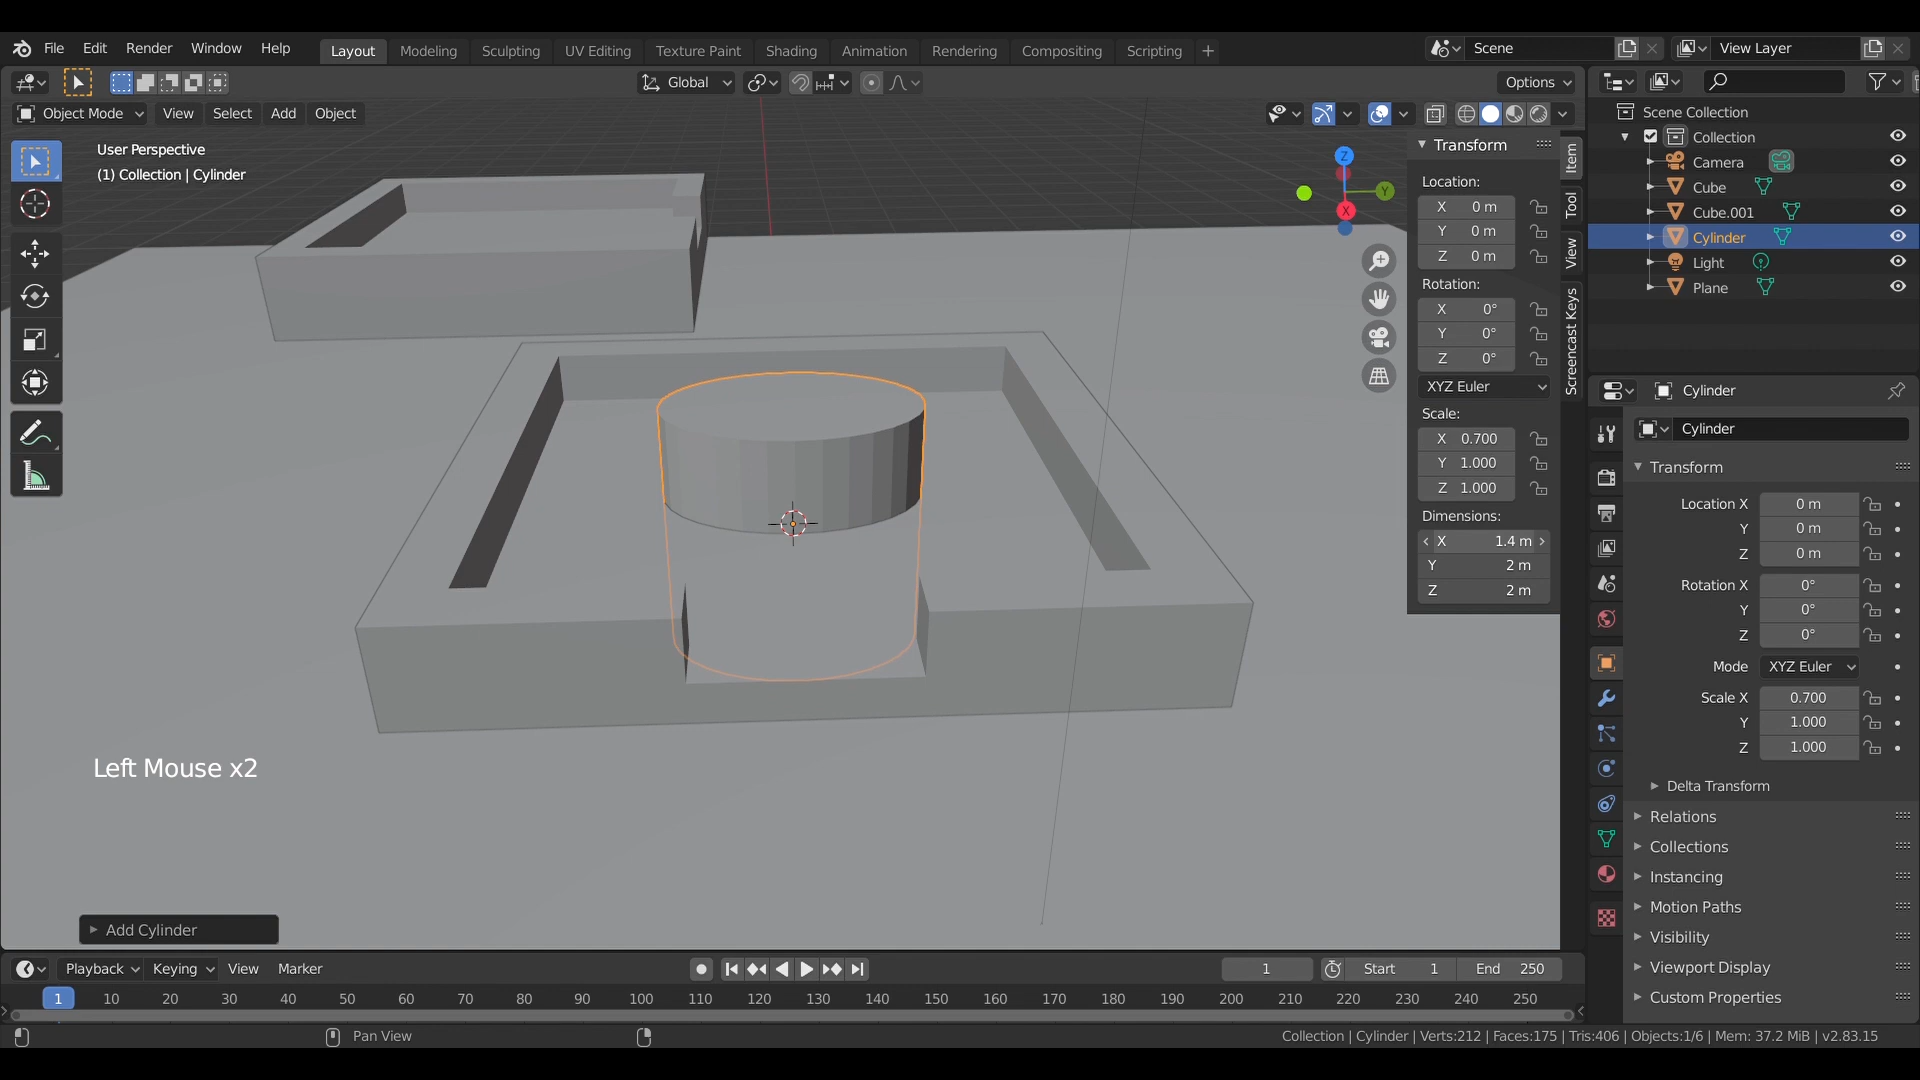 File Edit Render Window Help Layout Modeling Sculpting UV Editing Texture Paint Shading Animation Rendering Compositing Scripting + Scene View Layer
Global Options
Object Mode View Select Add Object
User Perspective
(1) Collection | Cylinder
Z
Y
X
Transform
Location:
X 0 m
Y 0 m
Z 0 m
Rotation:
X 0°
Y 0°
Z 0°
XYZ Euler
Scale:
X 0.700
Y 1.000
Z 1.000
Dimensions:
X 1.4 m
Y 2 m
Z 2 m
Item
Tool
View
Screencast Keys
Scene Collection
Collection
Camera
Cube
Cube.001
Cylinder
Light
Plane
Cylinder
Cylinder
Transform
Location X 0 m
Y 0 m
Z 0 m
Rotation X 0°
Y 0°
Z 0°
Mode XYZ Euler
Scale X 0.700
Y 1.000
Z 1.000
Delta Transform
Relations
Collections
Instancing
Motion Paths
Visibility
Viewport Display
Custom Properties
Left Mouse x2
Add Cylinder
Playback Keying View Marker 1 Start 1 End 250
1 10 20 30 40 50 60 70 80 90 100 110 120 130 140 150 160 170 180 190 200 210 220 230 240 250
Pan View
Collection | Cylinder | Verts:212 | Faces:175 | Tris:406 | Objects:1/6 | Mem: 37.2 MiB | v2.83.15